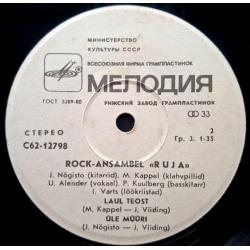 МИНИСТЕРСТВО
КУЛЬТУРЫ СССР
ВСЕСОЮЗНАЯ ФИРМА ГРАМПЛАСТИНОК
МЕЛОДИЯ
ГОСТ 5289-80
РИЖСКИЙ ЗАВОД ГРАМПЛАСТИНОК
33
СТЕРЕО
2
С62-12798
Гр. 3. 1-35
ROCK-ANSAMBEL «RUJA»
J. Nõgisto (kitarrid), M. Kappel (klahvpillid)
U. Alender (vokaal), P. Kuulberg (basskitarr)
I. Varts (löökriistad)
LAUL TEOST
(M. Kappel — J. Viiding)
ÜLE MÜÜRI
(J. Nõgisto — J. Viiding)